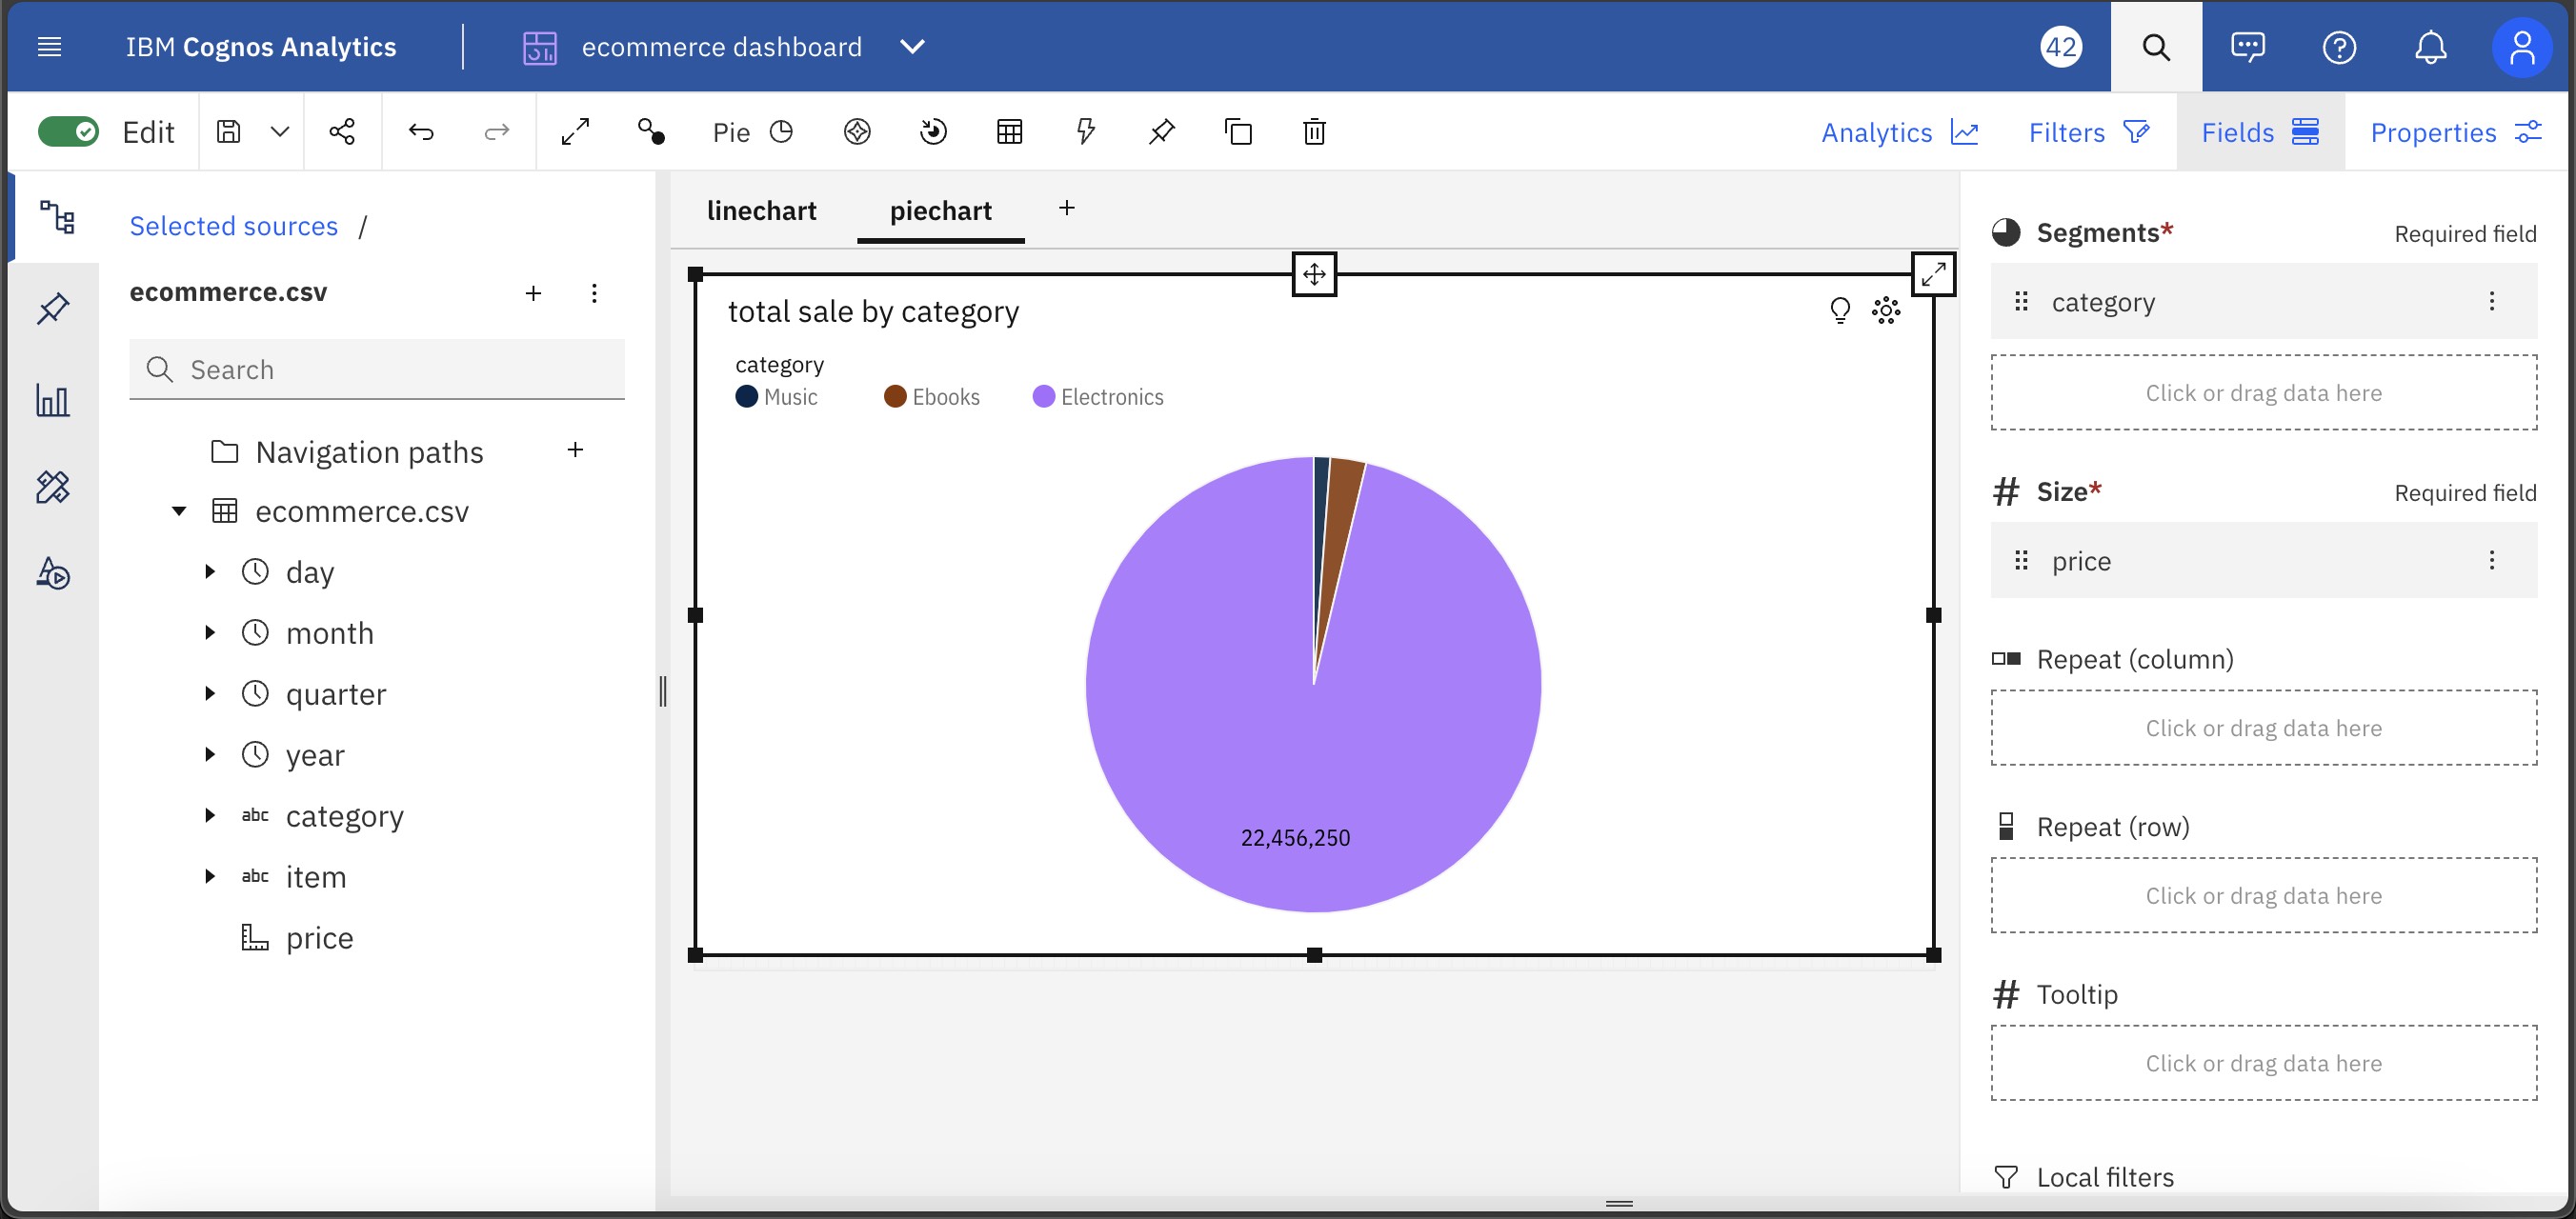 IBM Cognos Analytics
ecommerce dashboard
42
Edit
Pie
Analytics
Filters
Fields
Properties
Selected sources /
ecommerce.csv
Search
Navigation paths
ecommerce.csv
day
month
quarter
year
abc category
abc item
price
linechart
piechart
total sale by category
category
Music
Ebooks
Electronics
22,456,250
Segments*
Required field
category
Click or drag data here
# Size*
Required field
price
Repeat (column)
Click or drag data here
Repeat (row)
Click or drag data here
# Tooltip
Click or drag data here
Local filters